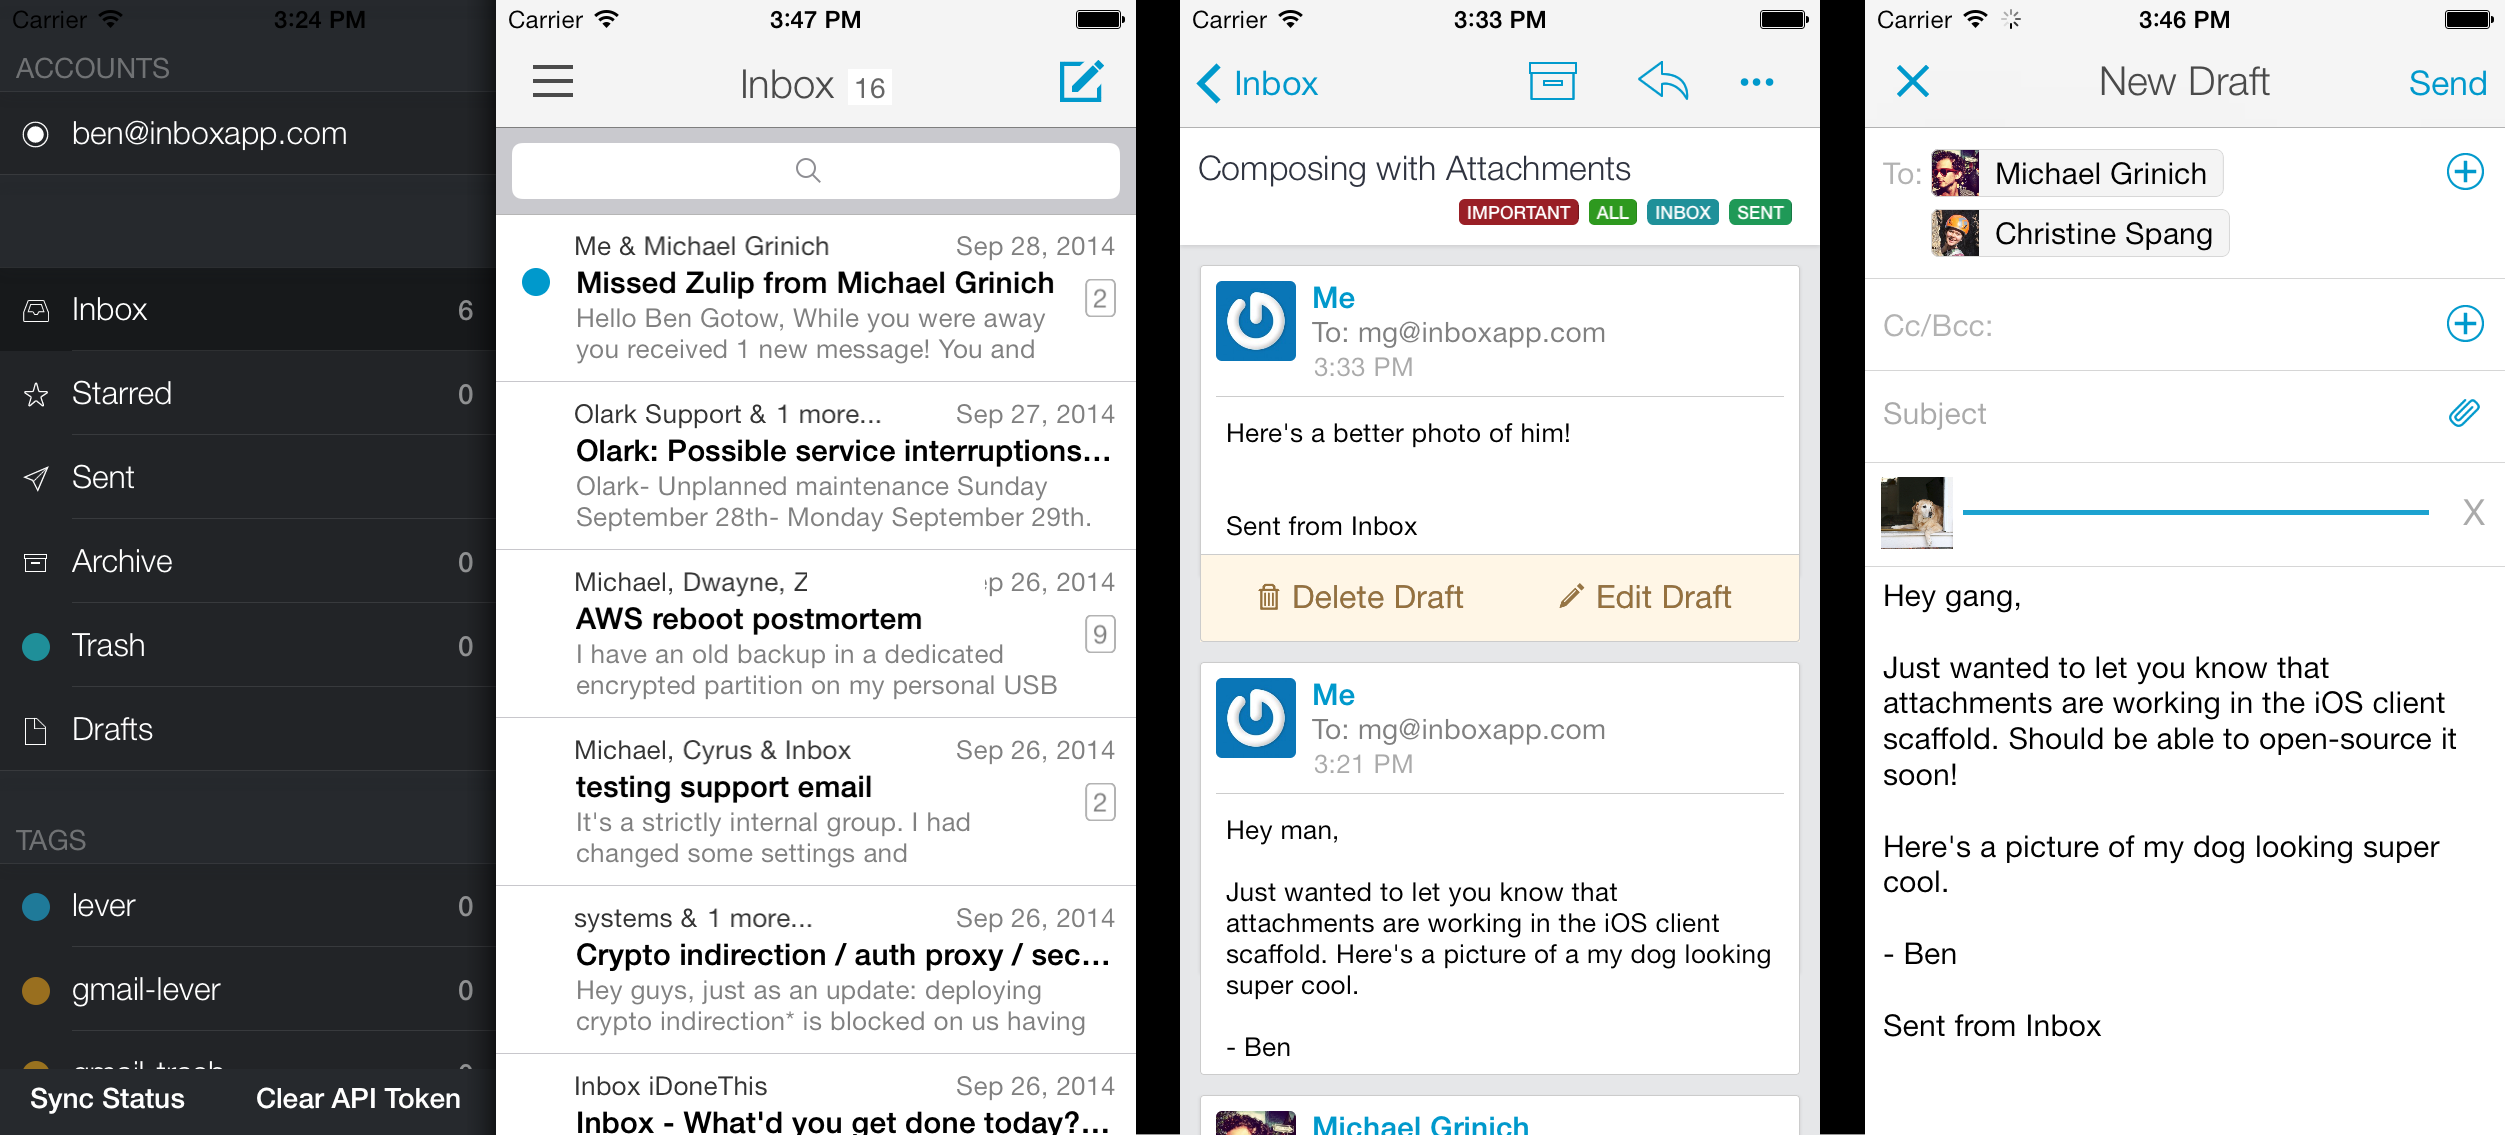 Carrier 3:24 PM
ACCOUNTS
ben@inboxapp.com
Inbox 6
Starred 0
Sent
Archive 0
Trash 0
Drafts
TAGS
lever 0
gmail-lever 0
gmail-trash 0
Sync Status Clear API Token
Carrier 3:47 PM
Inbox 16
Me & Michael Grinich Sep 28, 2014
Missed Zulip from Michael Grinich
2
Hello Ben Gotow, While you were away
you received 1 new message! You and
Olark Support & 1 more... Sep 27, 2014
Olark: Possible service interruptions...
Olark- Unplanned maintenance Sunday
September 28th- Monday September 29th.
Michael, Dwayne, Z p 26, 2014
AWS reboot postmortem
9
I have an old backup in a dedicated
encrypted partition on my personal USB
Michael, Cyrus & Inbox Sep 26, 2014
testing support email
2
It's a strictly internal group. I had
changed some settings and
systems & 1 more... Sep 26, 2014
Crypto indirection / auth proxy / sec...
Hey guys, just as an update: deploying
crypto indirection* is blocked on us having
Inbox iDoneThis Sep 26, 2014
Inbox - What'd you get done today?...
Carrier 3:33 PM
Inbox
Composing with Attachments
IMPORTANT ALL INBOX SENT
Me
To: mg@inboxapp.com
3:33 PM
Here's a better photo of him!
Sent from Inbox
Delete Draft Edit Draft
Me
To: mg@inboxapp.com
3:21 PM
Hey man,
Just wanted to let you know that
attachments are working in the iOS client
scaffold. Here's a picture of a my dog looking
super cool.
- Ben
Michael Grinich
Carrier 3:46 PM
New Draft Send
To: Michael Grinich
Christine Spang
Cc/Bcc:
Subject
X
Hey gang,
Just wanted to let you know that
attachments are working in the iOS client
scaffold. Should be able to open-source it
soon!
Here's a picture of my dog looking super
cool.
- Ben
Sent from Inbox